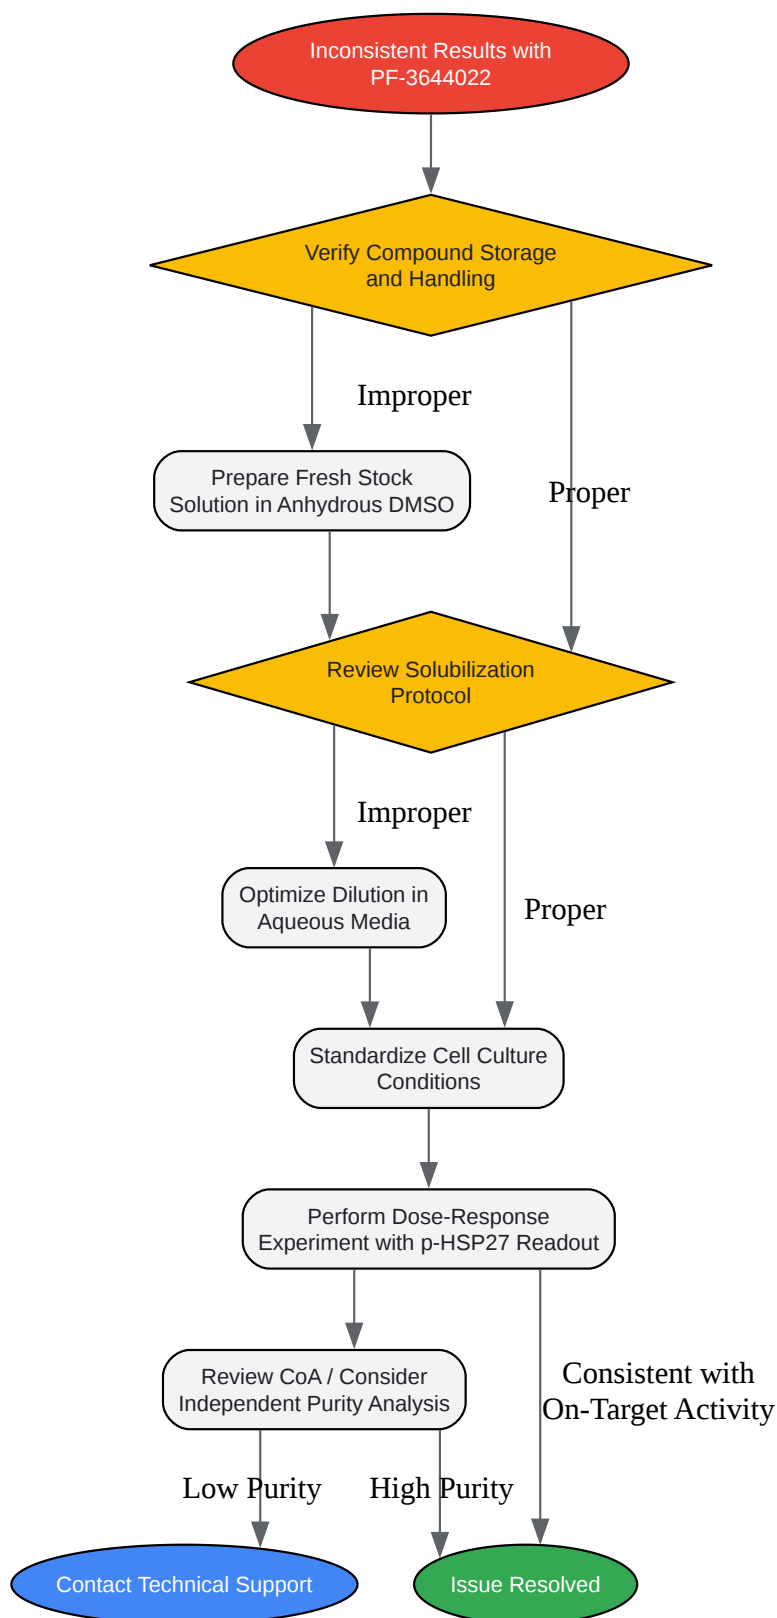 Inconsistent Results with
PF-3644022
Verify Compound Storage
and Handling
Improper
Prepare Fresh Stock
Solution in Anhydrous DMSO
Proper
Review Solubilization
Protocol
Improper
Optimize Dilution in
Aqueous Media
Proper
Standardize Cell Culture
Conditions
Perform Dose-Response
Experiment with p-HSP27 Readout
Review CoA / Consider
Independent Purity Analysis
Consistent with
On-Target Activity
Low Purity
High Purity
Contact Technical Support
Issue Resolved